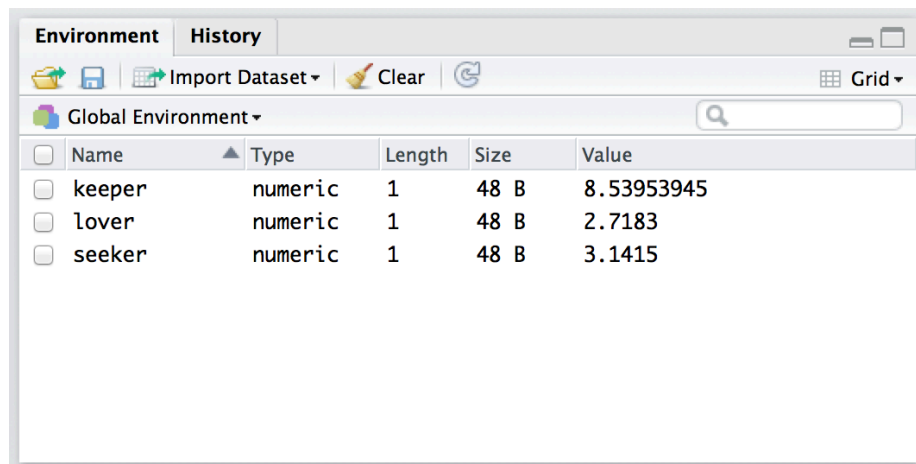 Environment History
Import Dataset Clear Grid
Global Environment
Name Type Length Size Value
keeper numeric 1 48 B 8.53953945
lover numeric 1 48 B 2.7183
seeker numeric 1 48 B 3.1415